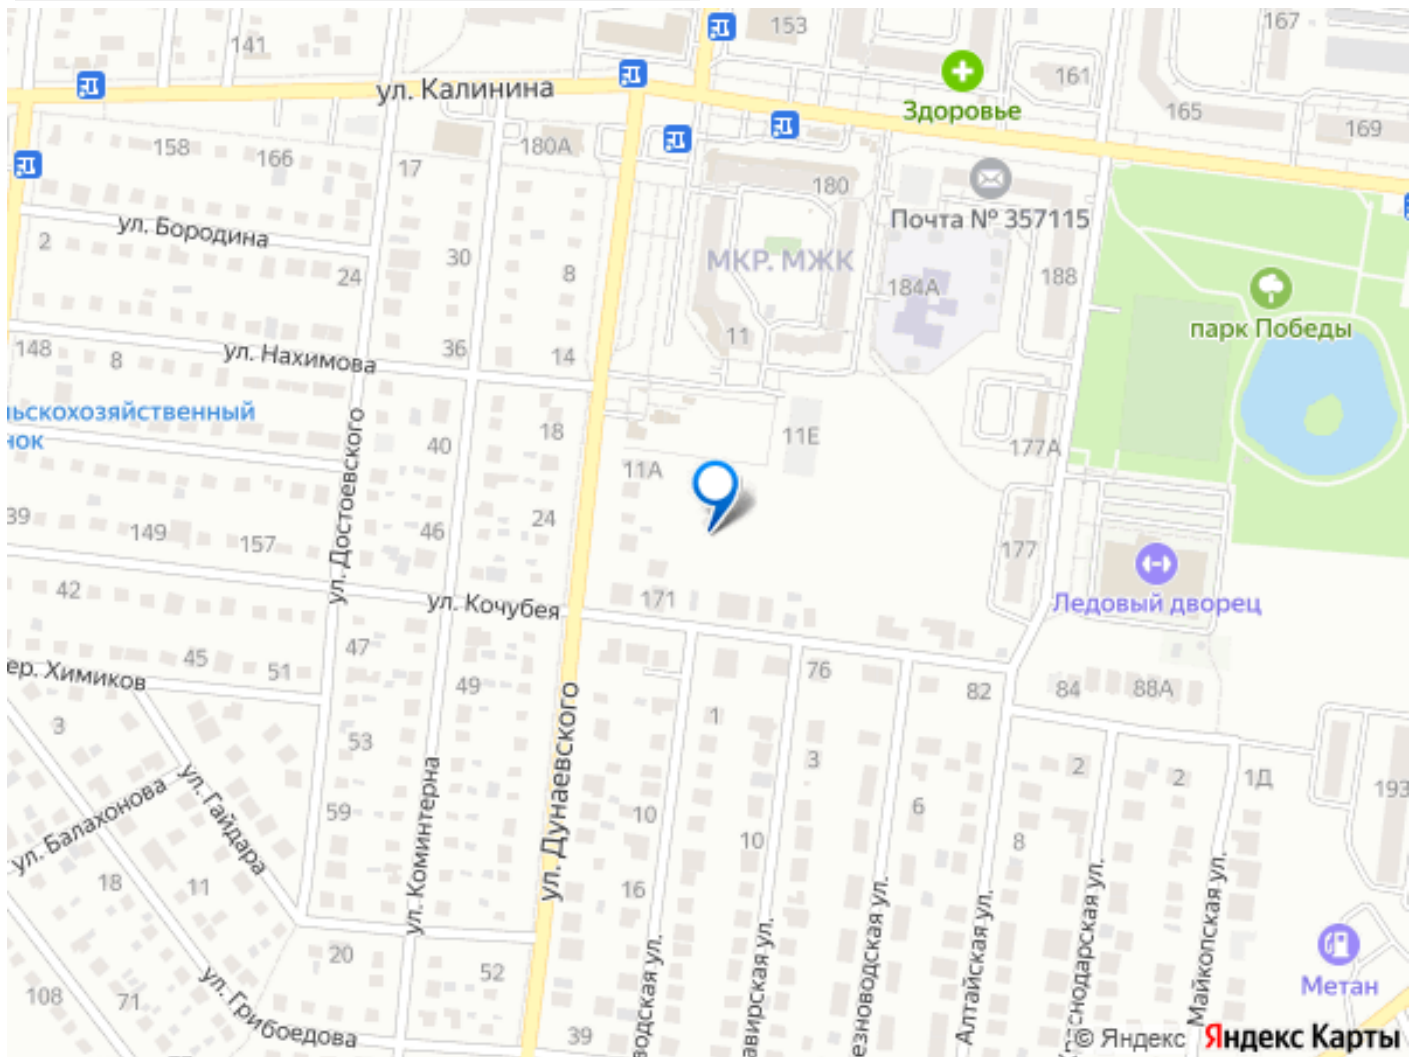 141
153
167
ул. Калинина
Здоровье
161
165
169
158
166
17
180А
180
Почта № 357115
ул. Бородина
2
24
30
8
МКР. МЖК
184А
188
парк Победы
148
8
ул. Нахимова
36
14
11
ьскохозяйственный
нок
ул. Достоевского
40
18
11Е
11А
177А
39
149
157
46
24
177
42
ул. Кочубея
171
Ледовый дворец
ер. Химиков
45
51
47
49
76
82
84
88А
3
53
ул. Дунаевского
1
3
2
2
1Д
193
ул. Балахонова
ул. Гайдара
59
ул. Коминтерна
10
10
6
8
18
11
16
20
52
водская ул.
авирская ул.
езноводская ул.
Алтайская ул.
Краснодарская ул.
Майкопская ул.
Метан
108
71
ул. Грибоедова
39
© Яндекс Яндекс Карты